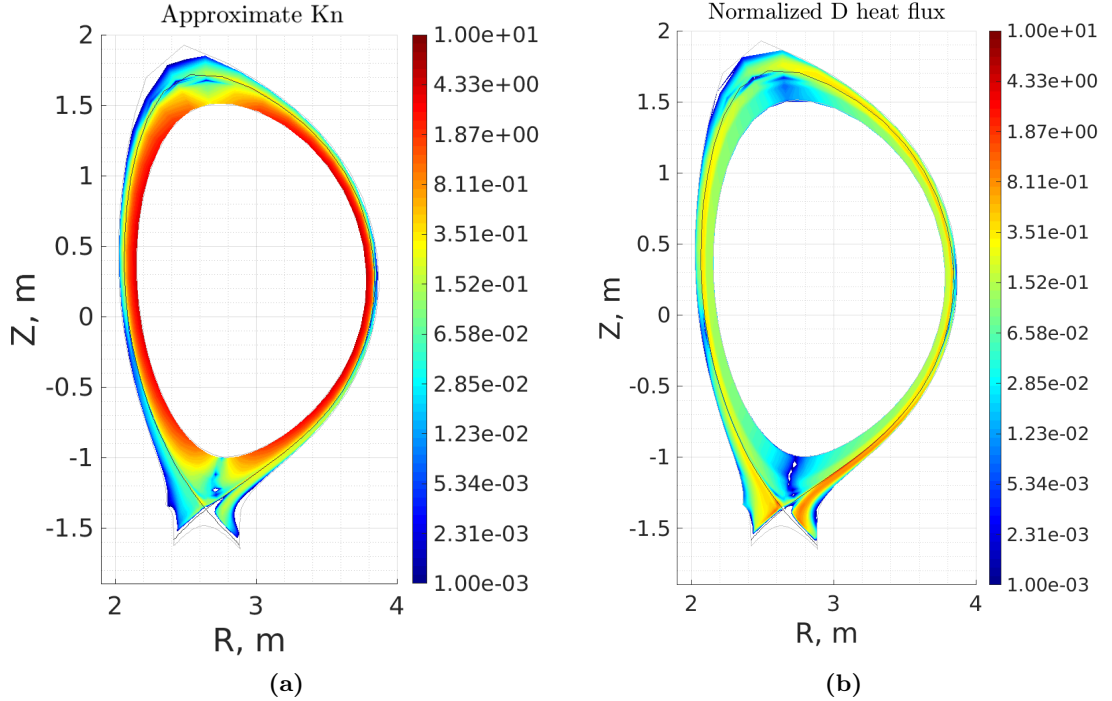 Approximate Kn
2
1.5
1
0.5
0
-0.5
-1
-1.5
Z, m
2
3
4
R, m
1.00e+01
4.33e+00
1.87e+00
8.11e-01
3.51e-01
1.52e-01
6.58e-02
2.85e-02
1.23e-02
5.34e-03
2.31e-03
1.00e-03
(a)
Normalized D heat flux
2
1.5
1
0.5
0
-0.5
-1
-1.5
Z, m
2
3
4
R, m
1.00e+01
4.33e+00
1.87e+00
8.11e-01
3.51e-01
1.52e-01
6.58e-02
2.85e-02
1.23e-02
5.34e-03
2.31e-03
1.00e-03
(b)